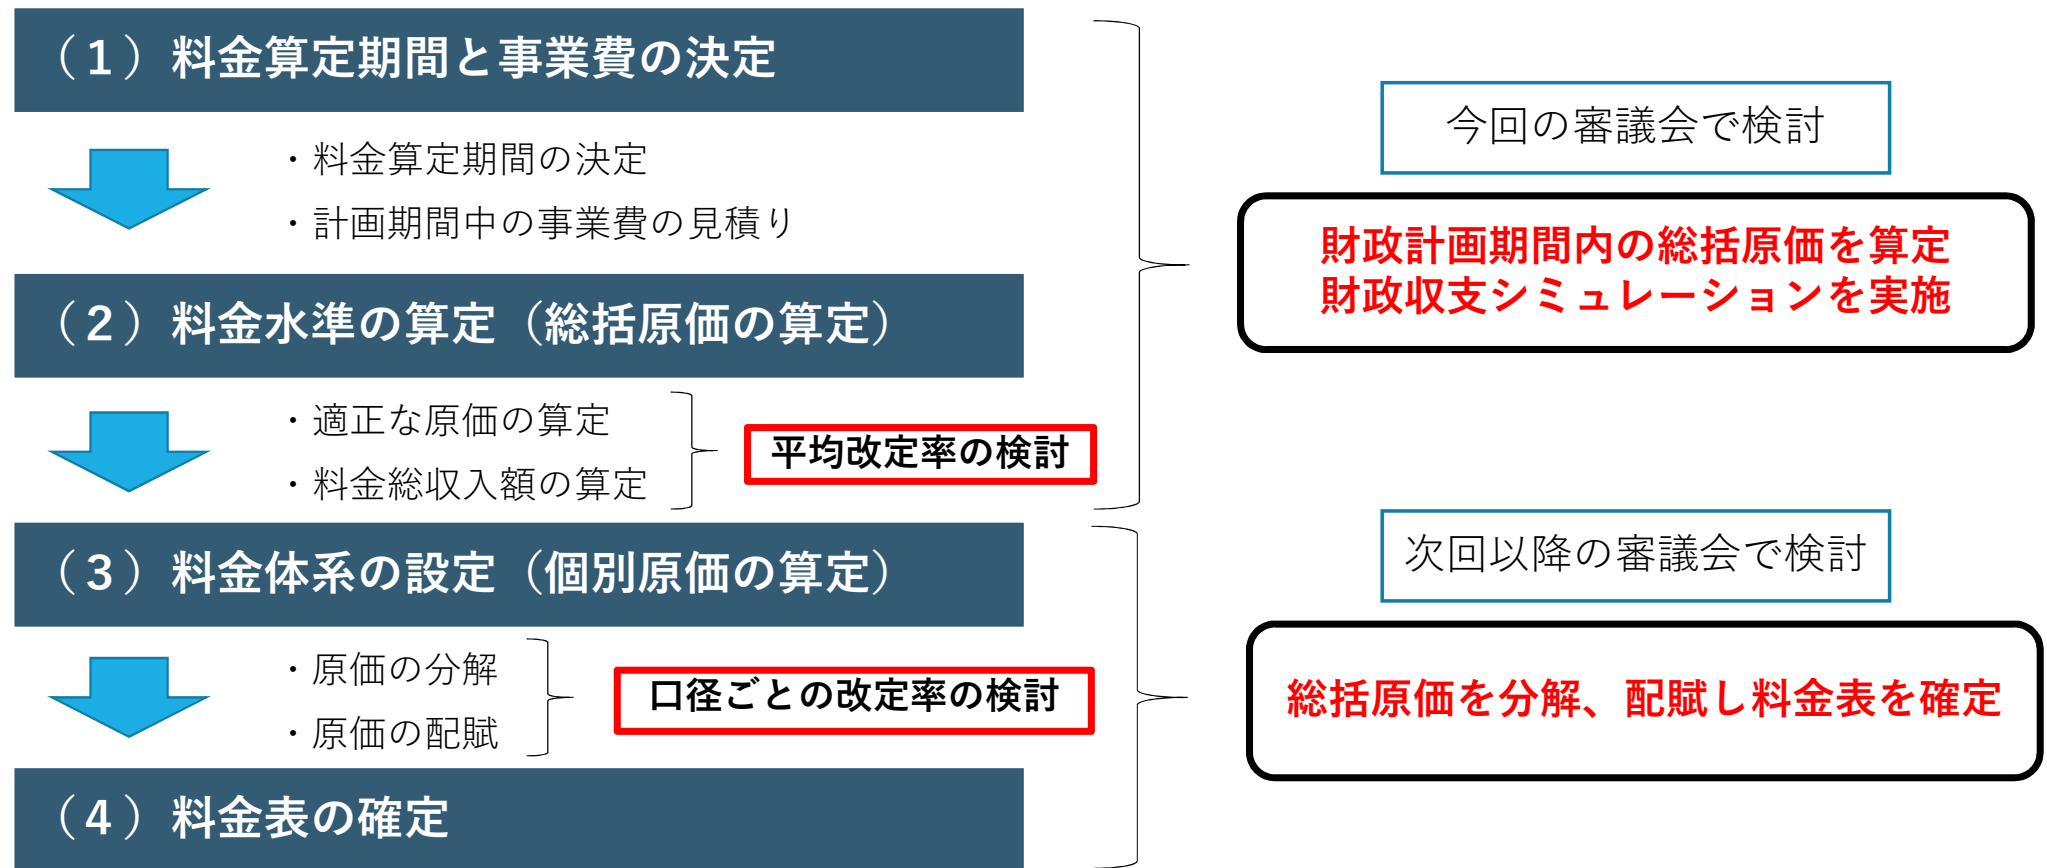 （１）料金算定期間と事業費の決定
・料金算定期間の決定
・計画期間中の事業費の見積り
（２）料金水準の算定（総括原価の算定）
・適正な原価の算定
・料金総収入額の算定
平均改定率の検討
（３）料金体系の設定（個別原価の算定）
・原価の分解
・原価の配賦
口径ごとの改定率の検討
（４）料金表の確定
今回の審議会で検討
財政計画期間内の総括原価を算定
財政収支シミュレーションを実施
次回以降の審議会で検討
総括原価を分解、配賦し料金表を確定